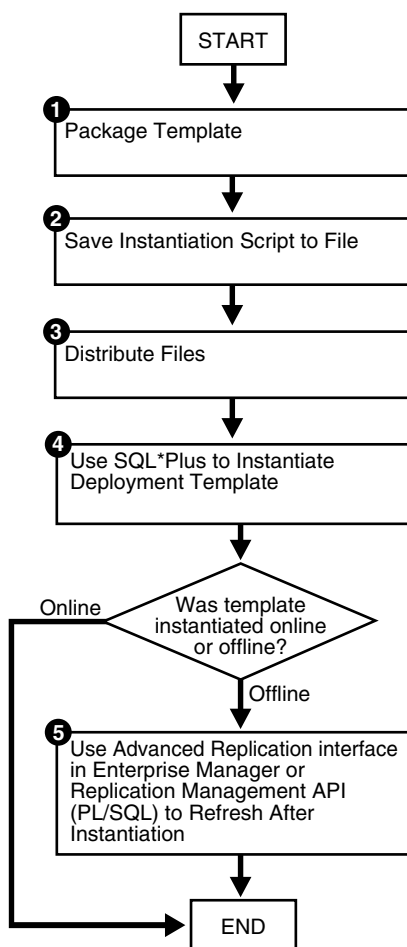 START
1
Package Template
2
Save Instantiation Script to File
3
Distribute Files
4
Use SQL*Plus to Instantiate
Deployment Template
Online
Was template
instantiated online
or offline?
Offline
5
Use Advanced Replication interface
in Enterprise Manager or
Replication Management API
(PL/SQL) to Refresh After
Instantiation
END